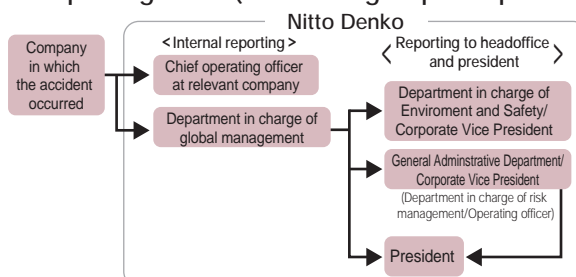 Nitto Denko
Company
in which
the accident
occurred
<Internal reporting>
Chief operating officer
at relevant company
Department in charge of
global management
<Reporting to headoffice
and president>
Department in charge of
Enviroment and Safety/
Corporate Vice President
General Adminstrative Department/
Corporate Vice President
(Department in charge of risk
management/Operating officer)
President